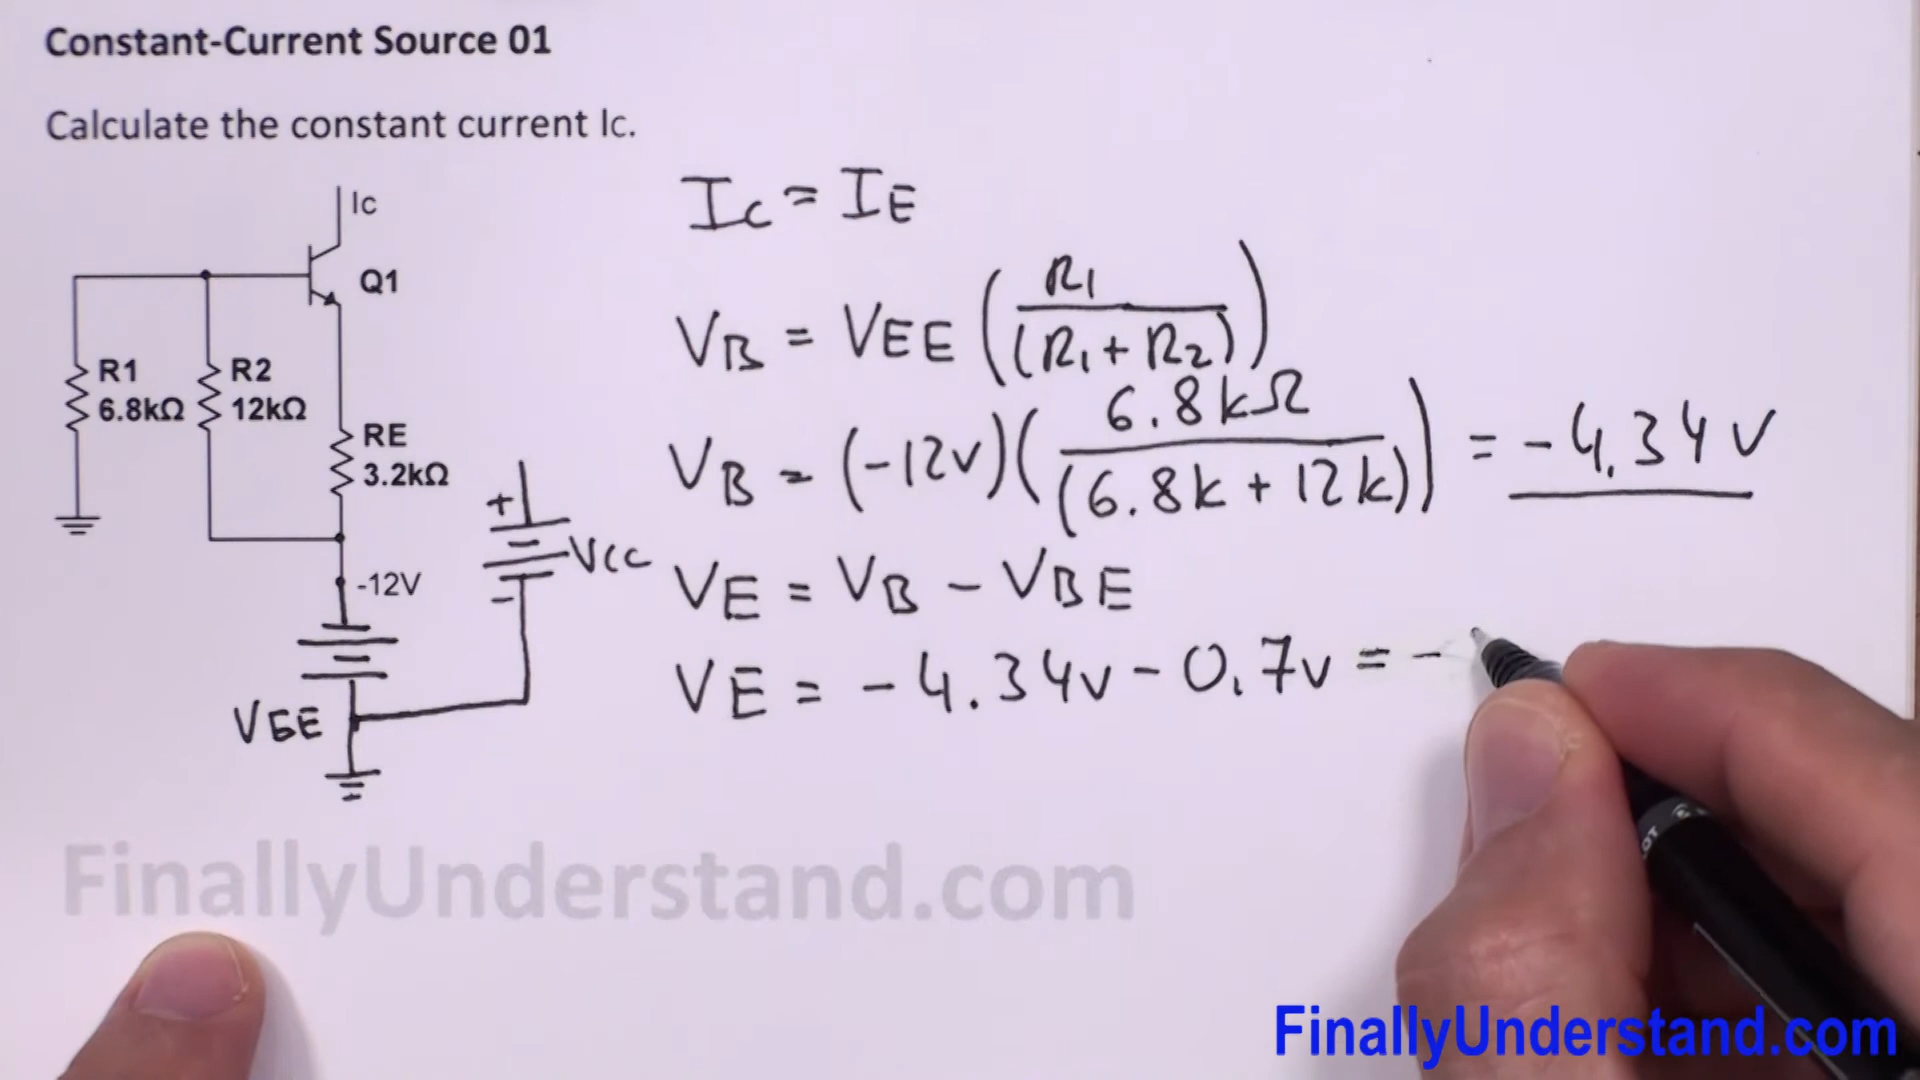 Constant-Current Source 01
Calculate the constant current Ic.
Ic
Q1
R1
6.8kΩ
R2
12kΩ
RE
3.2kΩ
-12V
+
VCC
-
VEE
IC = IE
VB = VEE (R1/(R1+R2))
VB = (-12V)(6.8kΩ/(6.8k + 12k)) = -4.34V
VE = VB - VBE
VE = -4.34V - 0.7V = -
FinallyUnderstand.com
FinallyUnderstand.com